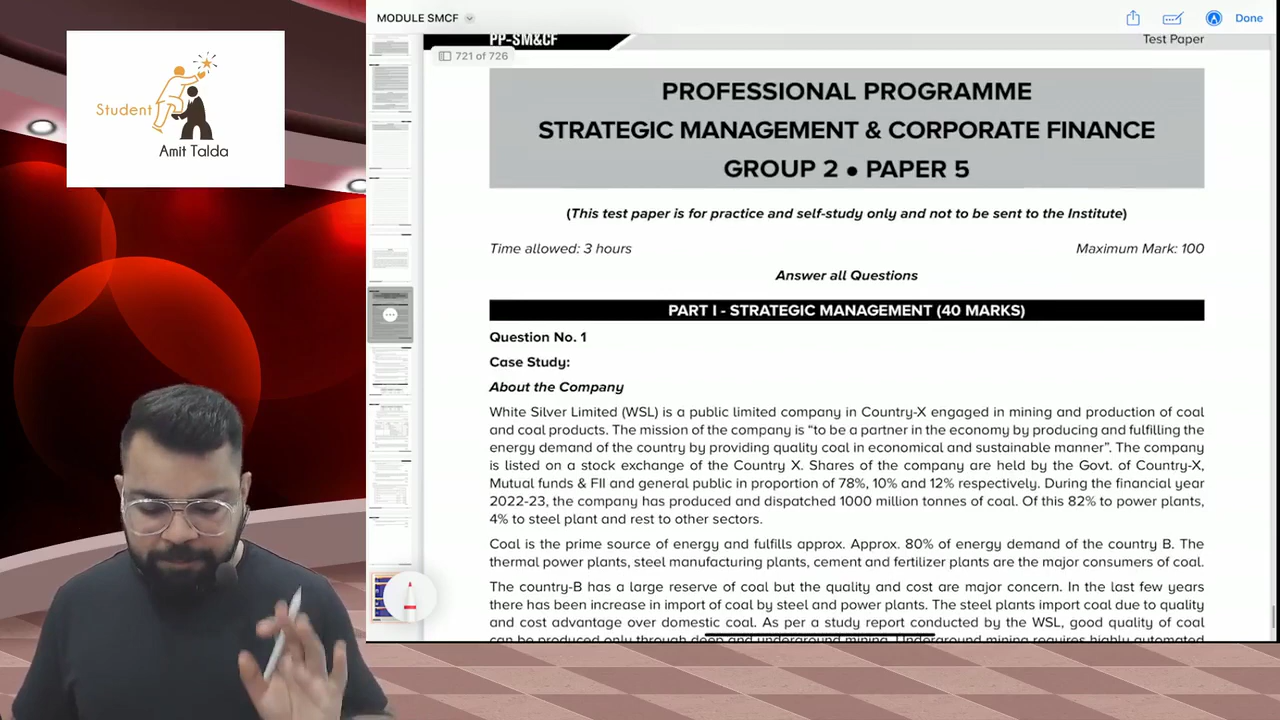 MODULE SMCF
Done
PP-SM&CF
Test Paper
721 of 726
Student
Amit Talda
PROFESSIONAL PROGRAMME
STRATEGIC MANAGEMENT & CORPORATE FINANCE
GROUP 2 • PAPER 5
(This test paper is for practice and self-study only and not to be sent to the Institute)
Time allowed: 3 hours
Maximum Mark: 100
Answer all Questions
PART I - STRATEGIC MANAGEMENT (40 MARKS)
Question No. 1
Case Study:
About the Company
White Silver Limited (WSL) is a public limited company in Country-X engaged in mining and production of coal
and coal products. The mission of the company is "to be a partner in the economy by producing and fulfilling the
energy demand of the country by providing quality coal in economical and sustainable manner". The company
is listed on a stock exchange of the Country X. Shares of the company are held by the Govt of Country-X,
Mutual funds & FII and general public in proportion of 78%, 10% and 12% respectively. During the financial year
2022-23, the company has produced and dispatched 1000 million tonnes of coal. Of this 82% to power plants,
4% to steel plant and rest to other sectors.
Coal is the prime source of energy and fulfills approx. Approx. 80% of energy demand of the country B. The
thermal power plants, steel manufacturing plants, cement and fertilizer plants are the major consumers of coal.
The country-B has a large reserve of coal but the quality and cost are major concern. In the last few years
there has been increase in import of coal by steel and power plants. The steel plants import coal due to quality
and cost advantage over domestic coal. As per a study report conducted by the WSL, good quality of coal
can be produced only through deep and underground mining. Underground mining requires highly automated